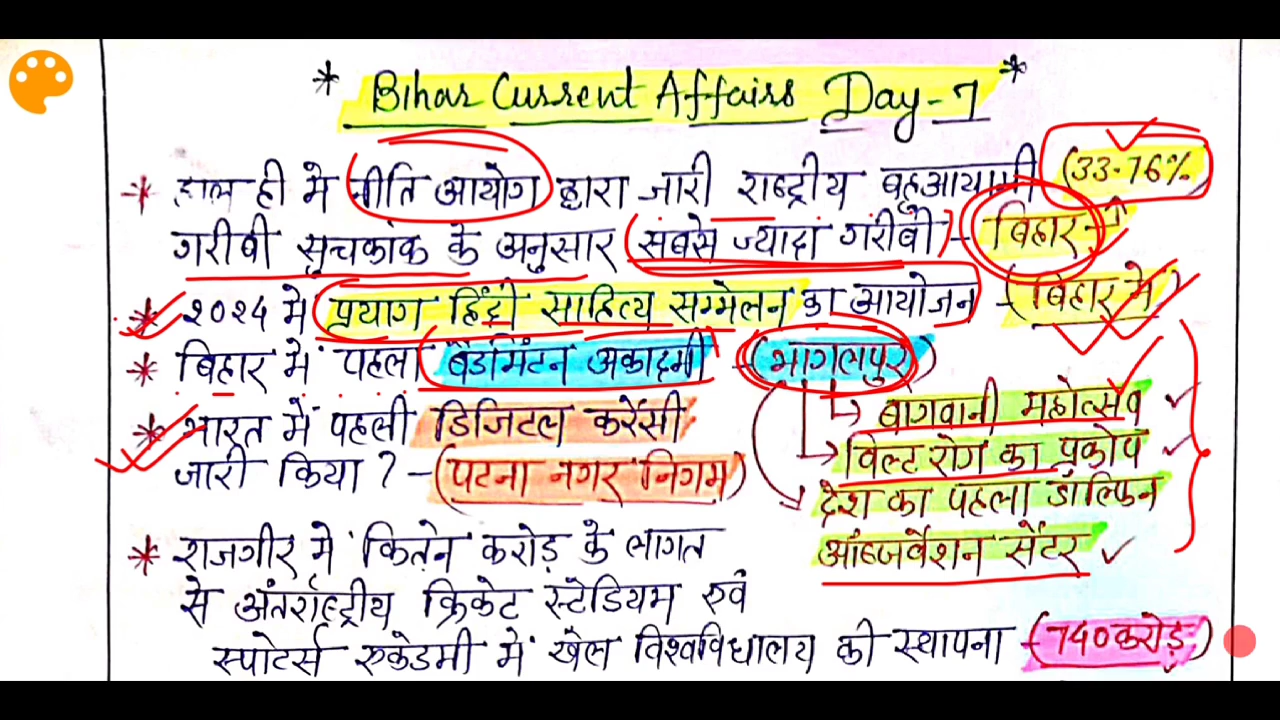 * Bihar Current Affairs Day-7 *
* हाल ही में नीति आयोग द्वारा जारी राष्ट्रीय बहुआयामी (33.76%)
गरीबी सूचकांक के अनुसार (सबसे ज्यादा गरीबी) - बिहार
* २०२४ में प्रयाग हिंदी साहित्य सम्मेलन का आयोजन - (बिहार में)
* बिहार में पहला बैडमिंटन अकादमी - (भागलपुर)
→ बागवानी महोत्सव
* भारत में पहली डिजिटल करेंसी
→ विल्ट रोग का प्रकोप
जारी किया? - (पटना नगर निगम)
→ देश का पहला डॉल्फिन
ऑब्जर्वेशन सेंटर
* राजगीर में कितने करोड़ के लागत
से अंतर्राष्ट्रीय क्रिकेट स्टेडियम एवं
स्पोटर्स एकेडमी में खेल विश्वविद्यालय की स्थापना - (740 करोड़)